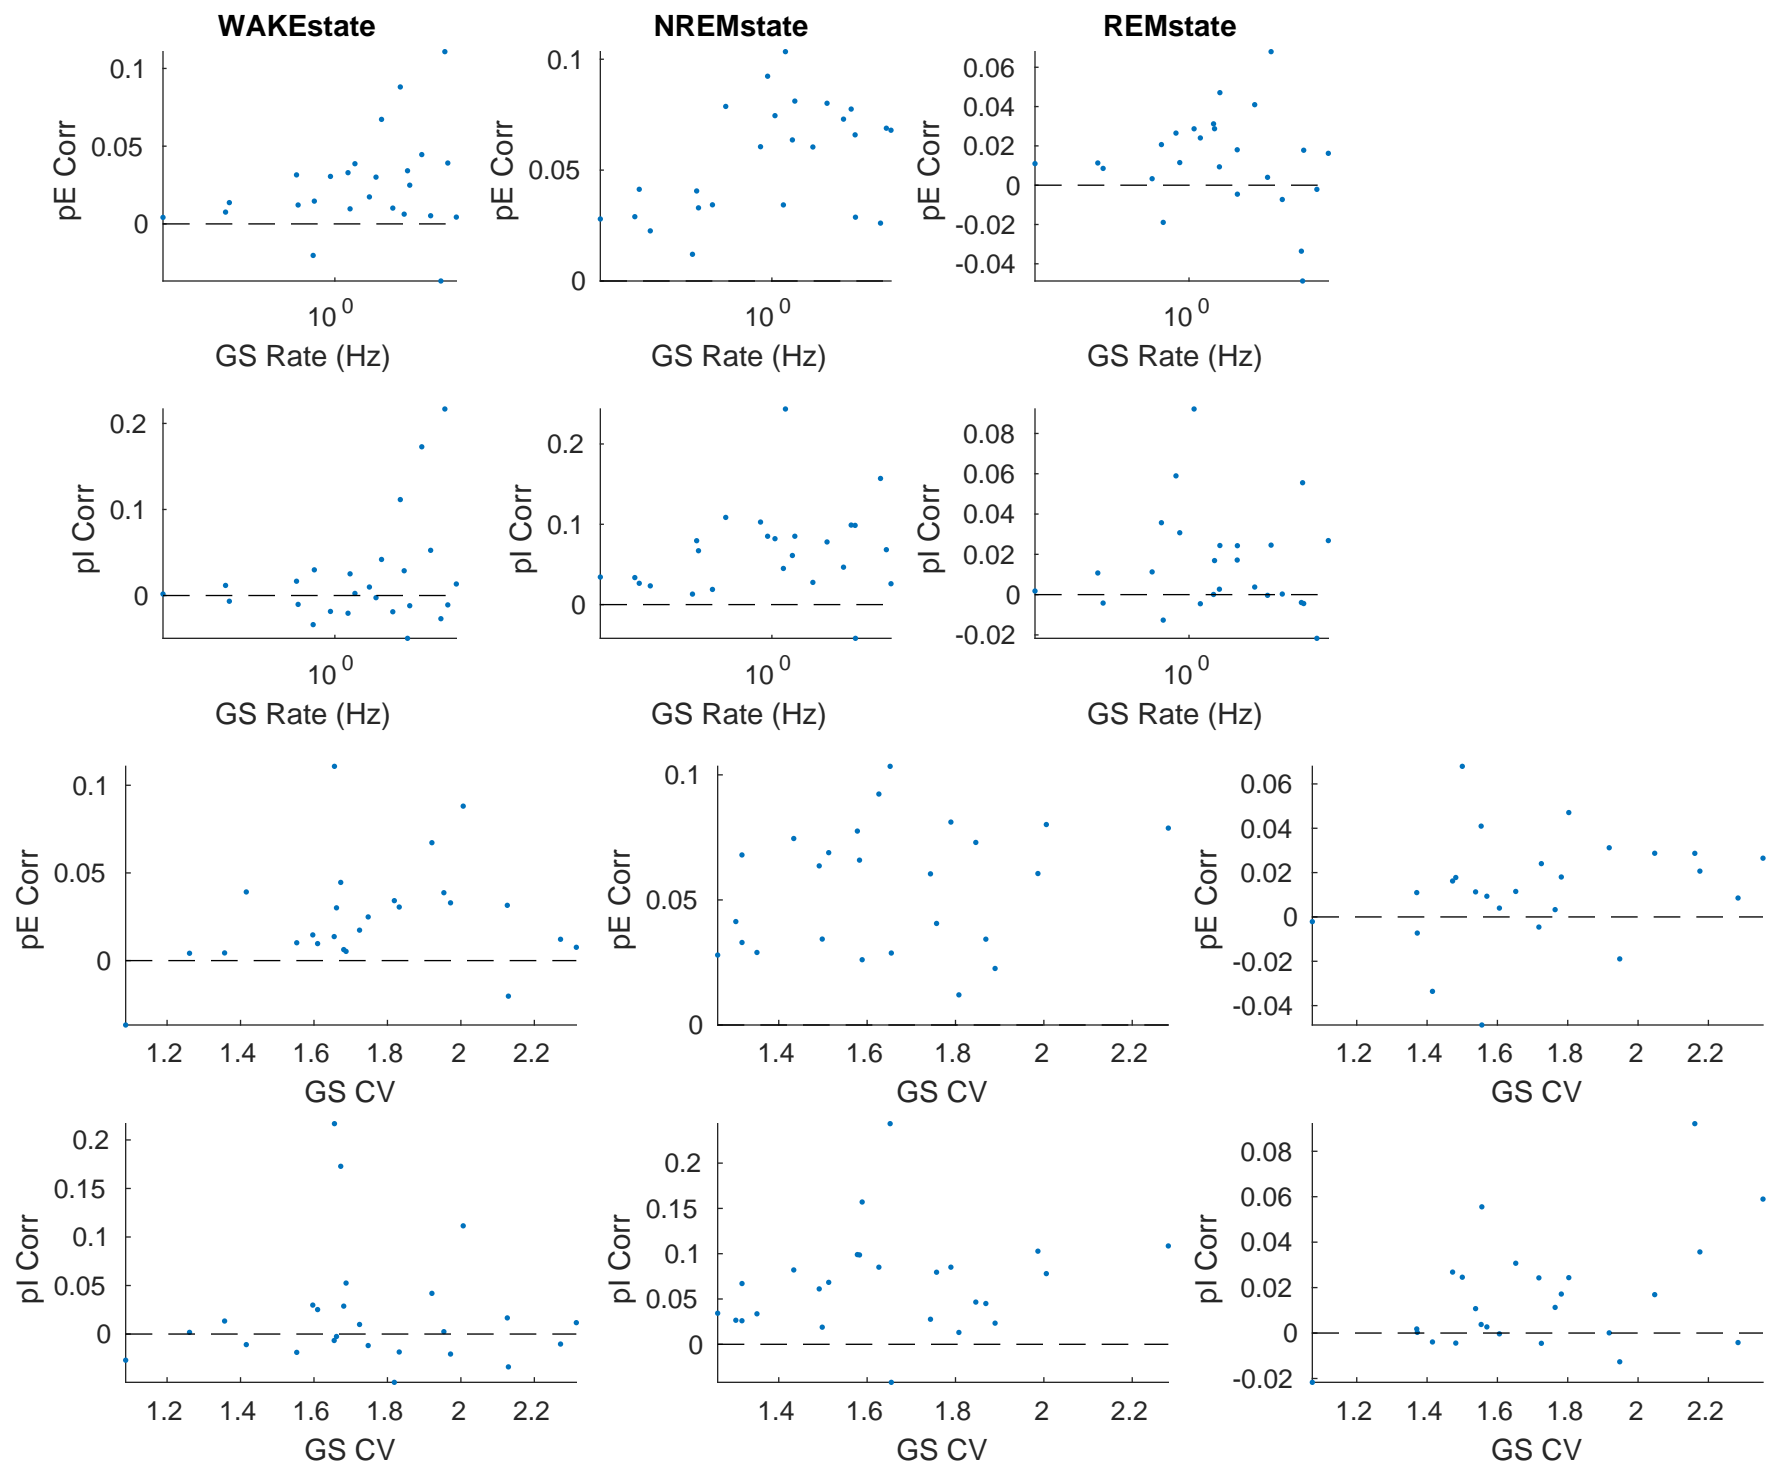 WAKEstate NREMstate REMstate
0.1 0.05 0 pE Corr 10^0 GS Rate (Hz)
0.1 0.05 0 pE Corr 10^0 GS Rate (Hz)
0.06 0.04 0.02 0 -0.02 -0.04 pE Corr 10^0 GS Rate (Hz)
0.2 0.1 0 pI Corr 10^0 GS Rate (Hz)
0.2 0.1 0 pI Corr 10^0 GS Rate (Hz)
0.08 0.06 0.04 0.02 0 -0.02 pI Corr 10^0 GS Rate (Hz)
0.1 0.05 0 pE Corr 1.2 1.4 1.6 1.8 2 2.2 GS CV
0.1 0.05 0 pE Corr 1.4 1.6 1.8 2 2.2 GS CV
0.06 0.04 0.02 0 -0.02 -0.04 pE Corr 1.2 1.4 1.6 1.8 2 2.2 GS CV
0.2 0.15 0.1 0.05 0 pI Corr 1.2 1.4 1.6 1.8 2 2.2 GS CV
0.2 0.15 0.1 0.05 0 pI Corr 1.4 1.6 1.8 2 2.2 GS CV
0.08 0.06 0.04 0.02 0 -0.02 pI Corr 1.2 1.4 1.6 1.8 2 2.2 GS CV